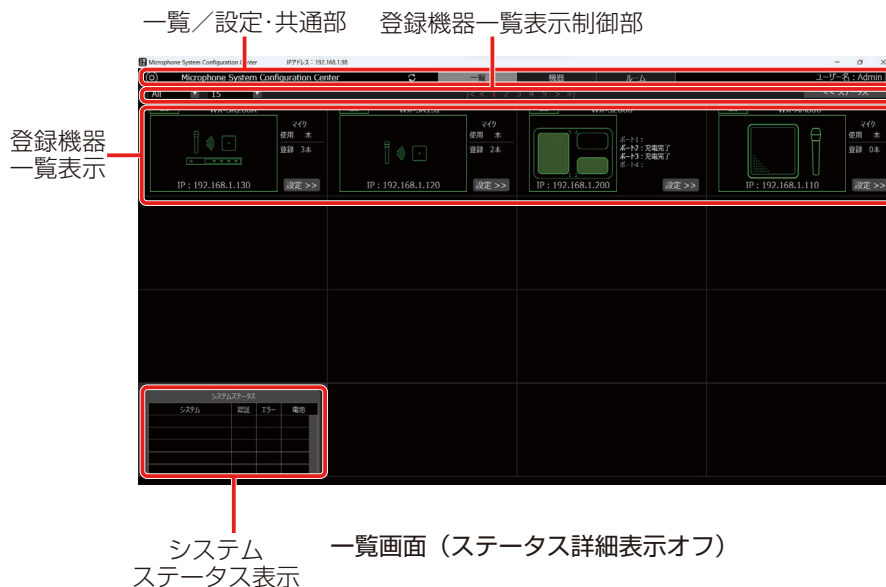 一覧／設定・共通部
登録機器一覧表示制御部
Microphone System Configuration Center IPアドレス：192.168.1.98
Microphone System Configuration Center 一覧 機器 ルーム ユーザー名：Admin
All 15 << 1 2 3 4 5 >>
登録機器
一覧表示
マイク
使用 本
登録 3本
IP : 192.168.1.130 設定 >>
マイク
使用 本
登録 2本
IP : 192.168.1.120 設定 >>
ポート1：
ポート2：充電完了
ポート3：充電完了
ポート4：
IP : 192.168.1.200 設定 >>
マイク
使用 本
登録 0本
IP : 192.168.1.110 設定 >>
システムステータス
システム 認証 エラー 電池
システム
ステータス表示
一覧画面（ステータス詳細表示オフ）